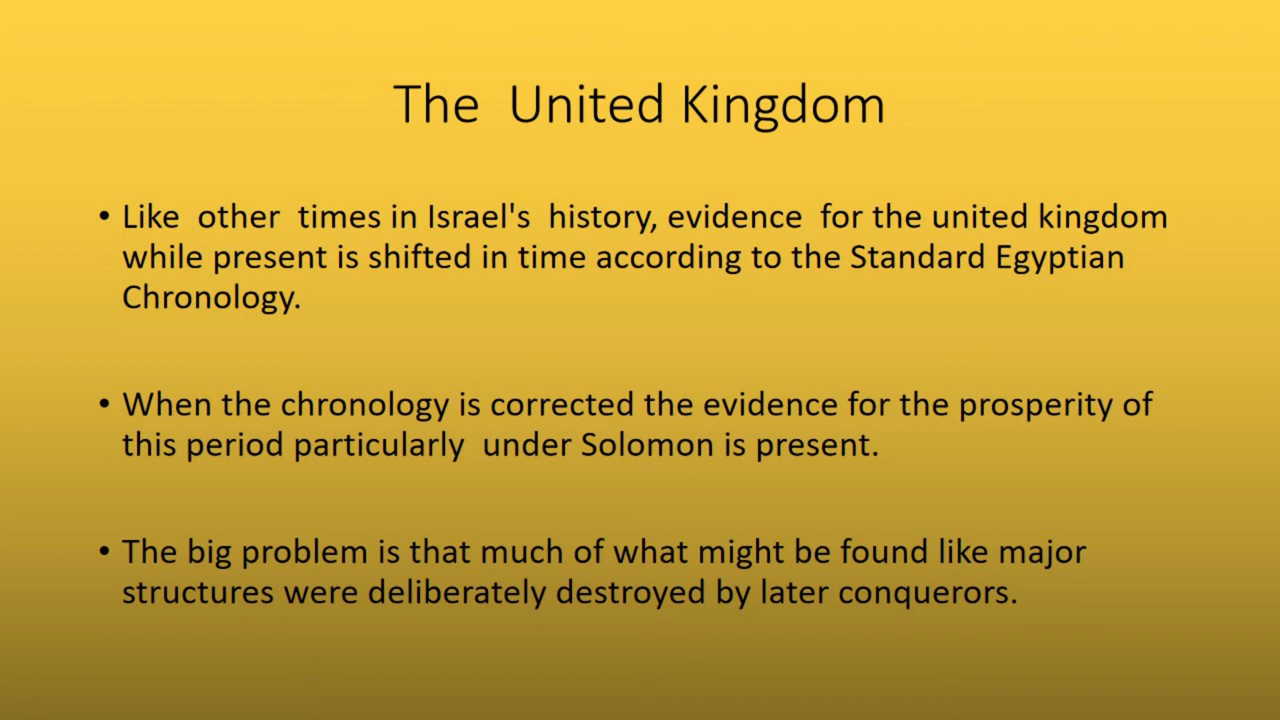 The United Kingdom
• Like other times in Israel's history, evidence for the united kingdom
while present is shifted in time according to the Standard Egyptian
Chronology.
• When the chronology is corrected the evidence for the prosperity of
this period particularly under Solomon is present.
• The big problem is that much of what might be found like major
structures were deliberately destroyed by later conquerors.